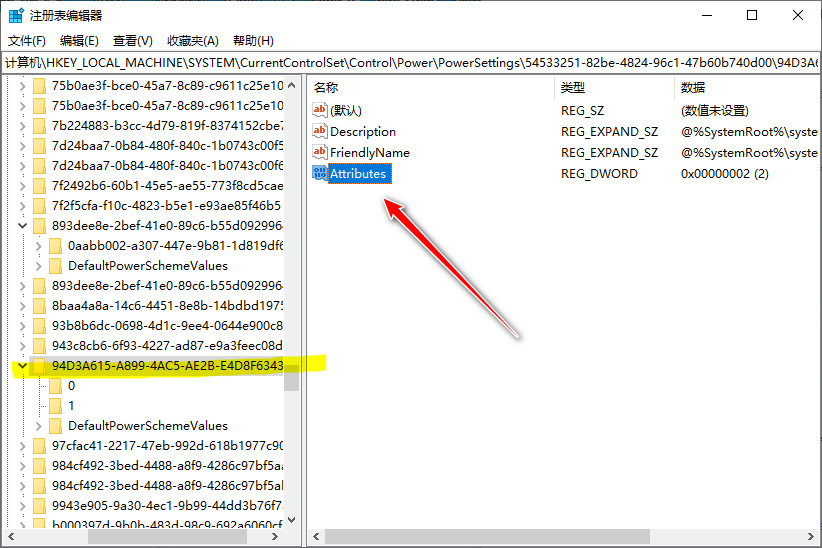 注册表编辑器
文件(F) 编辑(E) 查看(V) 收藏夹(A) 帮助(H)
计算机\HKEY_LOCAL_MACHINE\SYSTEM\CurrentControlSet\Control\Power\PowerSettings\54533251-82be-4824-96c1-47b60b740d00\94D3A6
75b0ae3f-bce0-45a7-8c89-c9611c25e10
75b0ae3f-bce0-45a7-8c89-c9611c25e10
7b224883-b3cc-4d79-819f-8374152cbe7
7d24baa7-0b84-480f-840c-1b0743c00f5
7d24baa7-0b84-480f-840c-1b0743c00f6
7f2492b6-60b1-45e5-ae55-773f8cd5cae
7f2f5cfa-f10c-4823-b5e1-e93ae85f46b5
893dee8e-2bef-41e0-89c6-b55d0929964
0aabb002-a307-447e-9b81-1d819df6
DefaultPowerSchemeValues
893dee8e-2bef-41e0-89c6-b55d0929964
8baa4a8a-14c6-4451-8e8b-14bdbd1975
93b8b6dc-0698-4d1c-9ee4-0644e900c8
943c8cb6-6f93-4227-ad87-e9a3feec08d
94D3A615-A899-4AC5-AE2B-E4D8F6343
0
1
DefaultPowerSchemeValues
97cfac41-2217-47eb-992d-618b1977c90
984cf492-3bed-4488-a8f9-4286c97bf5aa
984cf492-3bed-4488-a8f9-4286c97bf5a
9943e905-9a30-4ec1-9b99-44dd3b76f7
b000397d-9b0b-483d-98c9-692a6060cf
名称 类型 数据
(默认) REG_SZ (数值未设置)
Description REG_EXPAND_SZ @%SystemRoot%\syste
FriendlyName REG_EXPAND_SZ @%SystemRoot%\syste
Attributes REG_DWORD 0x00000002 (2)